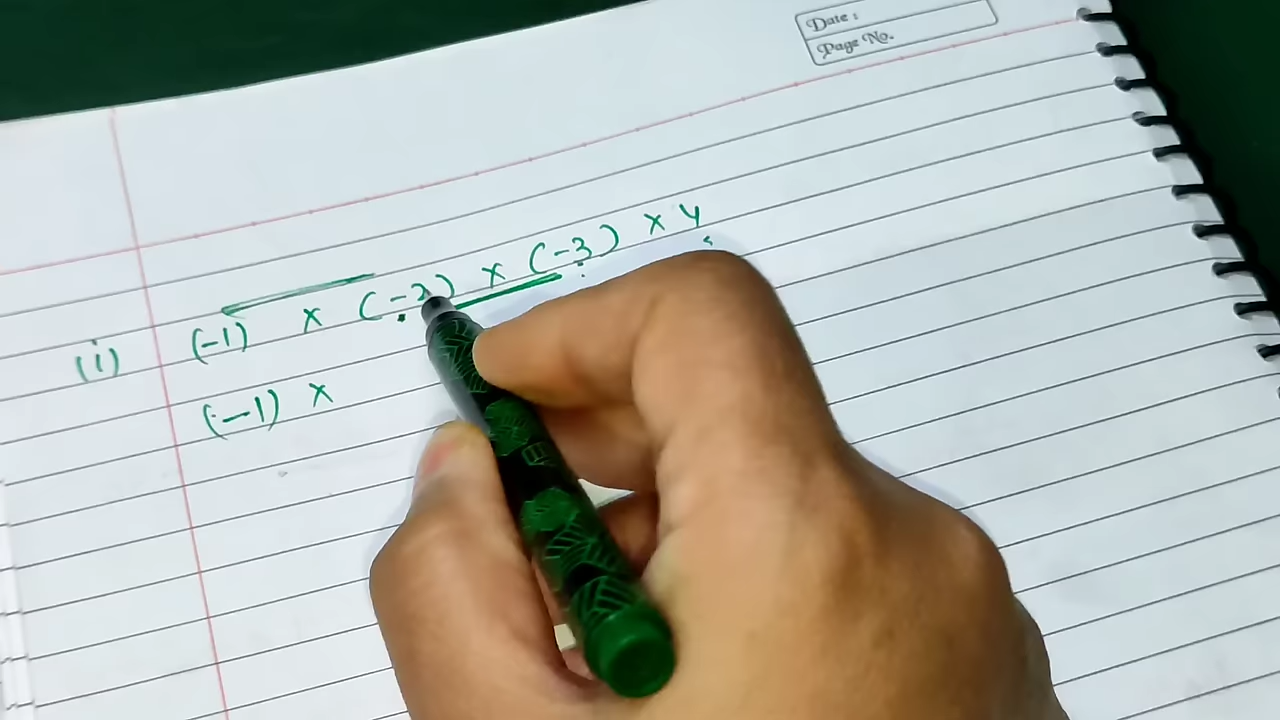 Date :
Page No.
(i) (-1) × (-2) × (-3) × 4
(-1) ×